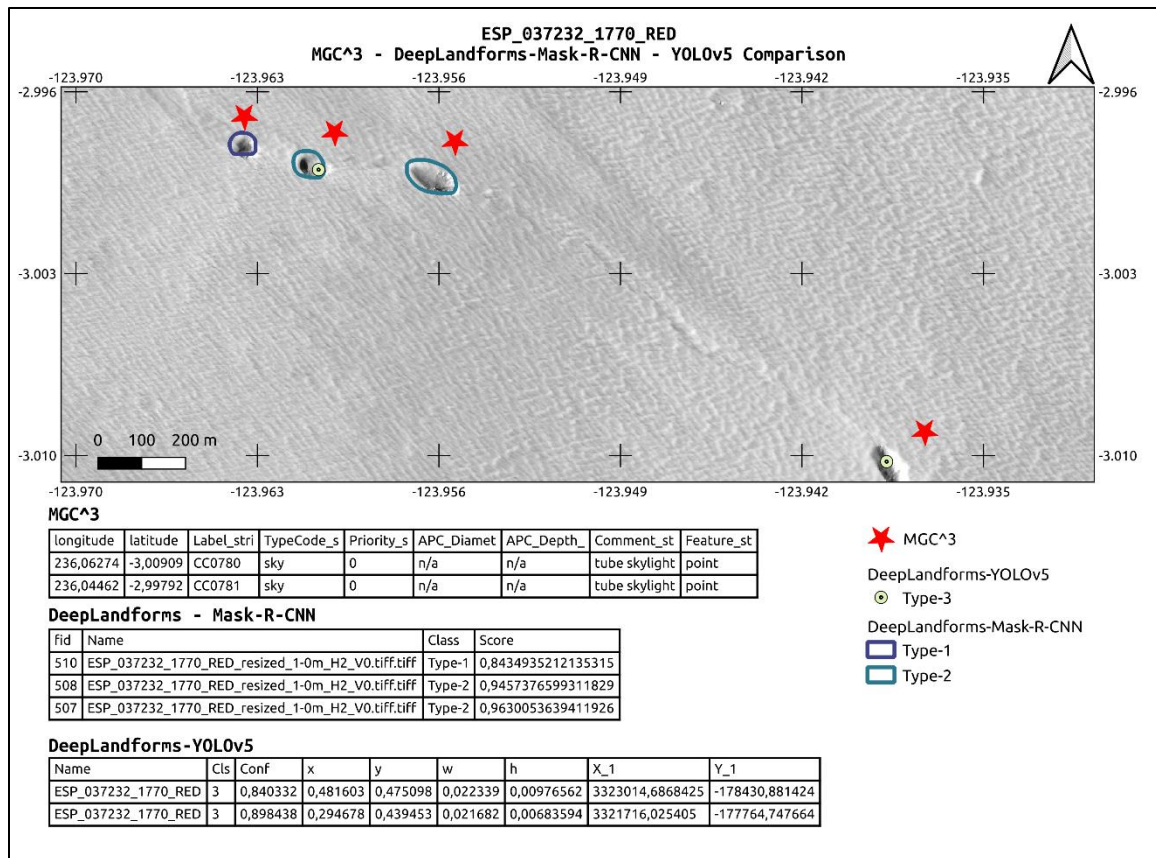 ESP_037232_1770_RED
MGC^3 - DeepLandforms-Mask-R-CNN - YOLOv5 Comparison
-123.970 -123.963 -123.956 -123.949 -123.942 -123.935
-2.996 -2.996
-3.003 -3.003
0 100 200 m
-3.010 -3.010
-123.970 -123.963 -123.956 -123.949 -123.942 -123.935
MGC^3
longitude latitude Label_stri TypeCode_s Priority_s APC_Diamet APC_Depth_ Comment_st Feature_st
236,06274 -3,00909 CC0780 sky 0 n/a n/a tube skylight point
236,04462 -2,99792 CC0781 sky 0 n/a n/a tube skylight point
MGC^3
DeepLandforms-YOLOv5
Type-3
DeepLandforms-Mask-R-CNN
Type-1
Type-2
DeepLandforms - Mask-R-CNN
fid Name Class Score
510 ESP_037232_1770_RED_resized_1-0m_H2_V0.tiff.tiff Type-1 0,8434935212135315
508 ESP_037232_1770_RED_resized_1-0m_H2_V0.tiff.tiff Type-2 0,9457376599311829
507 ESP_037232_1770_RED_resized_1-0m_H2_V0.tiff.tiff Type-2 0,9630053639411926
DeepLandforms-YOLOv5
Name Cls Conf x y w h X_1 Y_1
ESP_037232_1770_RED 3 0,840332 0,481603 0,475098 0,022339 0,00976562 3323014,6868425 -178430,881424
ESP_037232_1770_RED 3 0,898438 0,294678 0,439453 0,021682 0,00683594 3321716,025405 -177764,747664